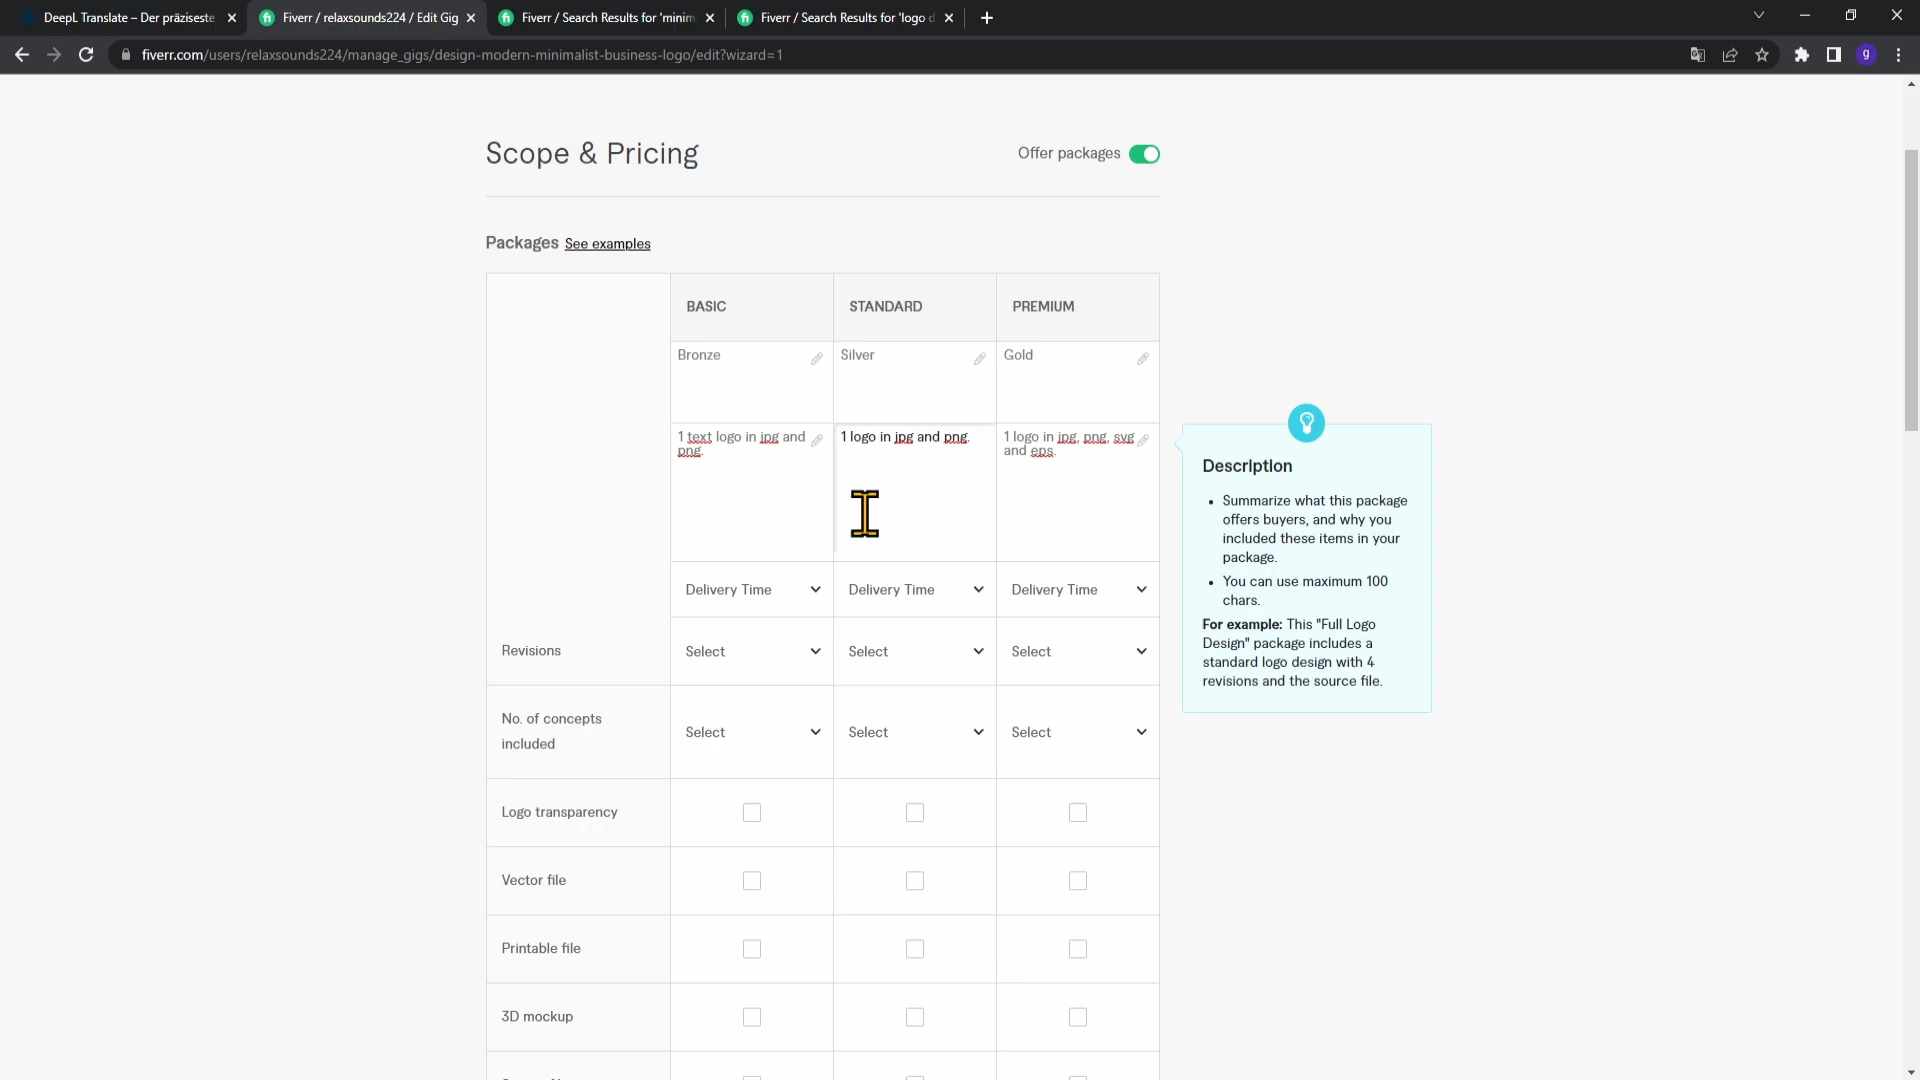 DeepL Translate – Der präziseste
Fiverr / relaxsounds224 / Edit Gig
Fiverr / Search Results for 'minim
Fiverr / Search Results for 'logo d
fiverr.com/users/relaxsounds224/manage_gigs/design-modern-minimalist-business-logo/edit?wizard=1
g
Scope & Pricing
Offer packages
Packages See examples
BASIC STANDARD PREMIUM
Bronze Silver Gold
1 text logo in jpg and png.
1 logo in jpg and png.
1 logo in jpg, png, svg and eps.
Delivery Time Delivery Time Delivery Time
Revisions Select Select Select
No. of concepts included Select Select Select
Logo transparency
Vector file
Printable file
3D mockup
Description
Summarize what this package
offers buyers, and why you
included these items in your
package.
You can use maximum 100
chars.
For example: This "Full Logo
Design" package includes a
standard logo design with 4
revisions and the source file.